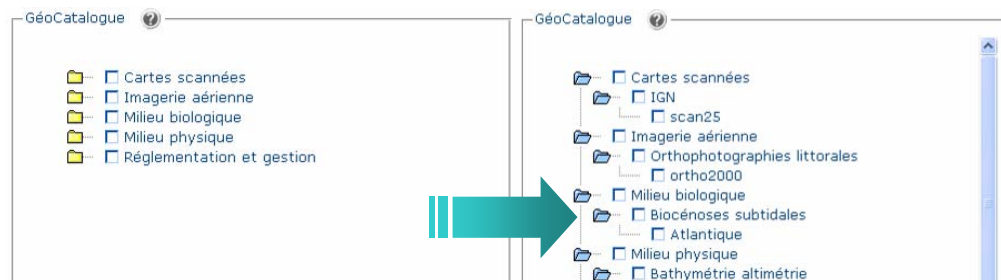 GéoCatalogue ?
Cartes scannées
Imagerie aérienne
Milieu biologique
Milieu physique
Réglementation et gestion
GéoCatalogue ?
Cartes scannées
IGN
scan25
Imagerie aérienne
Orthophotographies littorales
ortho2000
Milieu biologique
Biocénoses subtidales
Atlantique
Milieu physique
Bathymétrie altimétrie